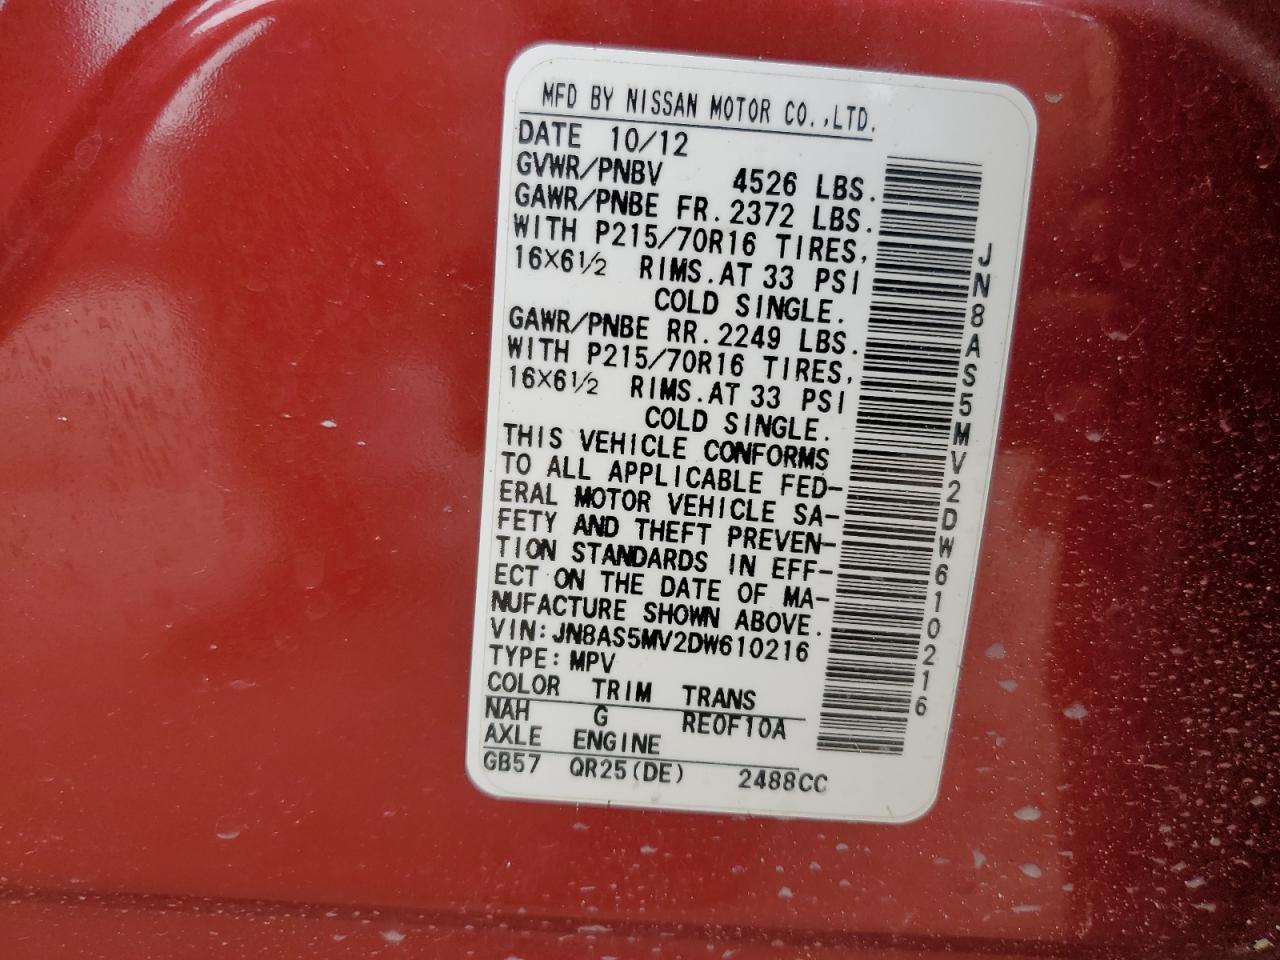 MFD BY NISSAN MOTOR CO.,LTD.
DATE 10/12
GVWR/PNBV 4526 LBS.
GAWR/PNBE FR.2372 LBS.
WITH P215/70R16 TIRES,
16X6½ RIMS.AT 33 PSI
COLD SINGLE.
GAWR/PNBE RR.2249 LBS.
WITH P215/70R16 TIRES,
16X6½ RIMS.AT 33 PSI
COLD SINGLE.
THIS VEHICLE CONFORMS
TO ALL APPLICABLE FED-
ERAL MOTOR VEHICLE SA-
FETY AND THEFT PREVEN-
TION STANDARDS IN EFF-
ECT ON THE DATE OF MA-
NUFACTURE SHOWN ABOVE.
VIN:JN8AS5MV2DW610216
TYPE:MPV
COLOR TRIM TRANS
NAH G RE0F10A
AXLE ENGINE
GB57 QR25(DE) 2488CC
JN8AS5MV2DW610216